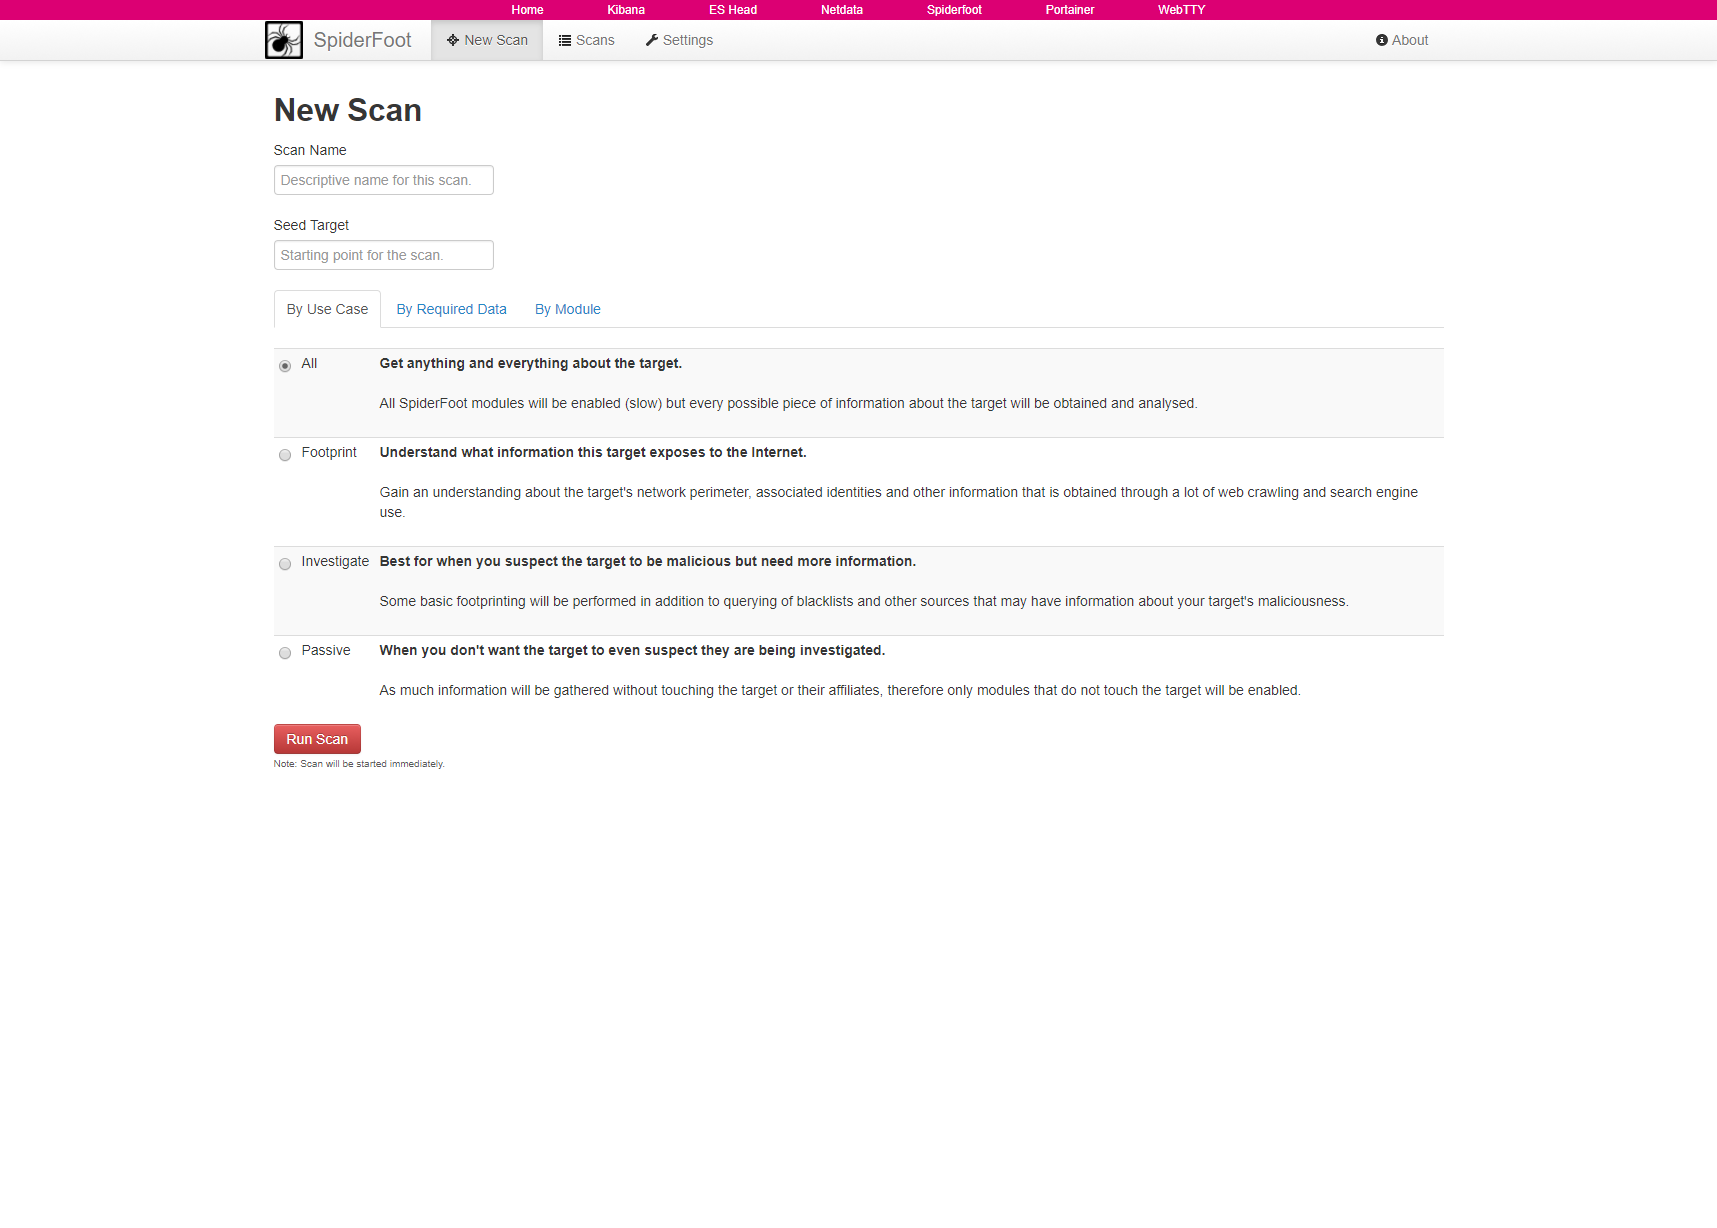 Home Kibana ES Head Netdata Spiderfoot Portainer WebTTY
SpiderFoot New Scan Scans Settings About
New Scan
Scan Name
Descriptive name for this scan.
Seed Target
Starting point for the scan.
By Use Case By Required Data By Module
All Get anything and everything about the target.
All SpiderFoot modules will be enabled (slow) but every possible piece of information about the target will be obtained and analysed.
Footprint Understand what information this target exposes to the Internet.
Gain an understanding about the target's network perimeter, associated identities and other information that is obtained through a lot of web crawling and search engine
use.
Investigate Best for when you suspect the target to be malicious but need more information.
Some basic footprinting will be performed in addition to querying of blacklists and other sources that may have information about your target's maliciousness.
Passive When you don't want the target to even suspect they are being investigated.
As much information will be gathered without touching the target or their affiliates, therefore only modules that do not touch the target will be enabled.
Run Scan
Note: Scan will be started immediately.